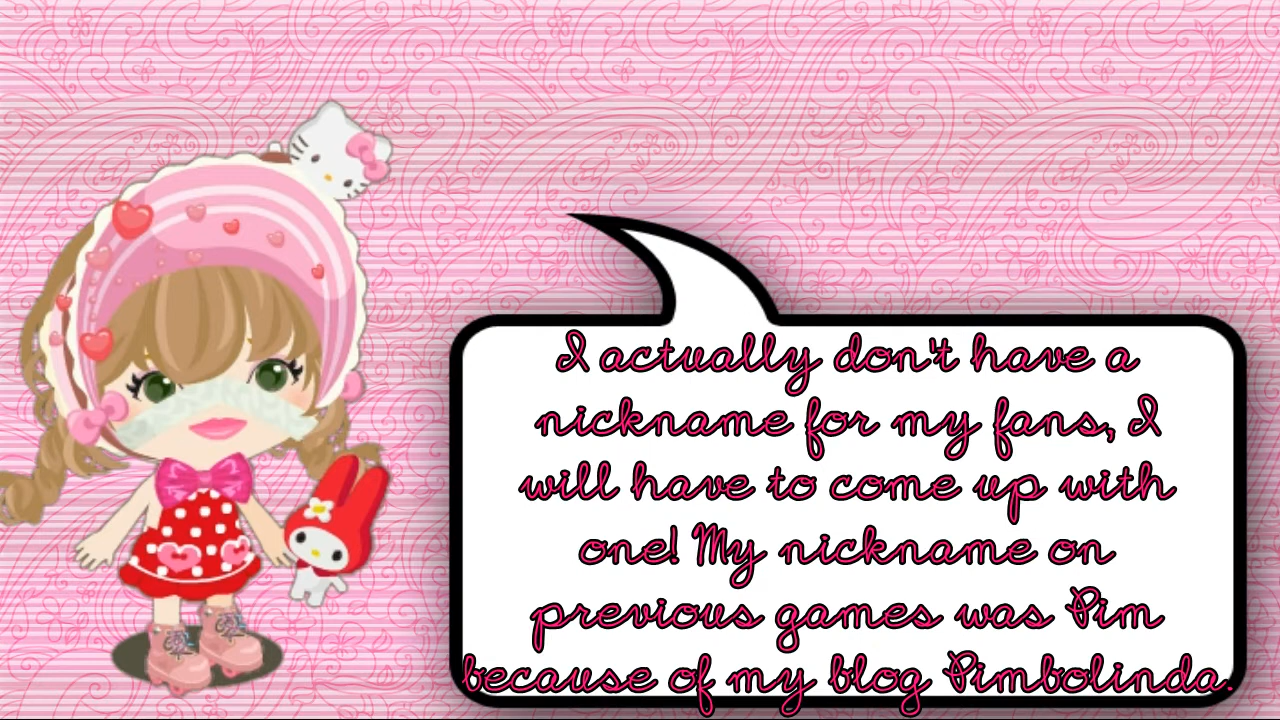 I actually don't have a
nickname for my fans, I
will have to come up with
one! My nickname on
previous games was Pim
because of my blog Pimbolinda.